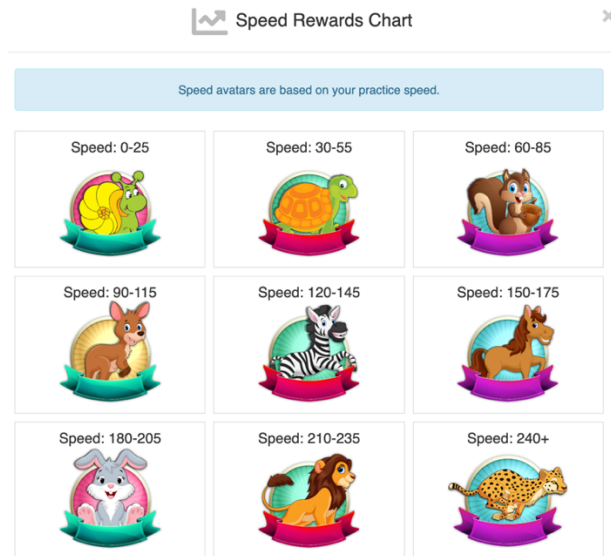 Speed Rewards Chart
Speed avatars are based on your practice speed.
Speed: 0-25
Speed: 30-55
Speed: 60-85
Speed: 90-115
Speed: 120-145
Speed: 150-175
Speed: 180-205
Speed: 210-235
Speed: 240+